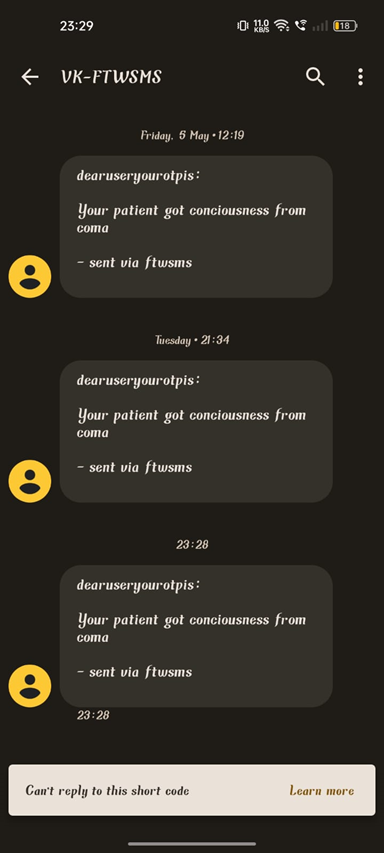 23:29
11.0
KB/S
18
VK-FTWSMS
Friday, 5 May • 12:19
dearuseryourotpis:
Your patient got conciousness from
coma
- sent via ftwsms
Tuesday • 21:34
dearuseryourotpis:
Your patient got conciousness from
coma
- sent via ftwsms
23:28
dearuseryourotpis:
Your patient got conciousness from
coma
- sent via ftwsms
23:28
Can't reply to this short code
Learn more